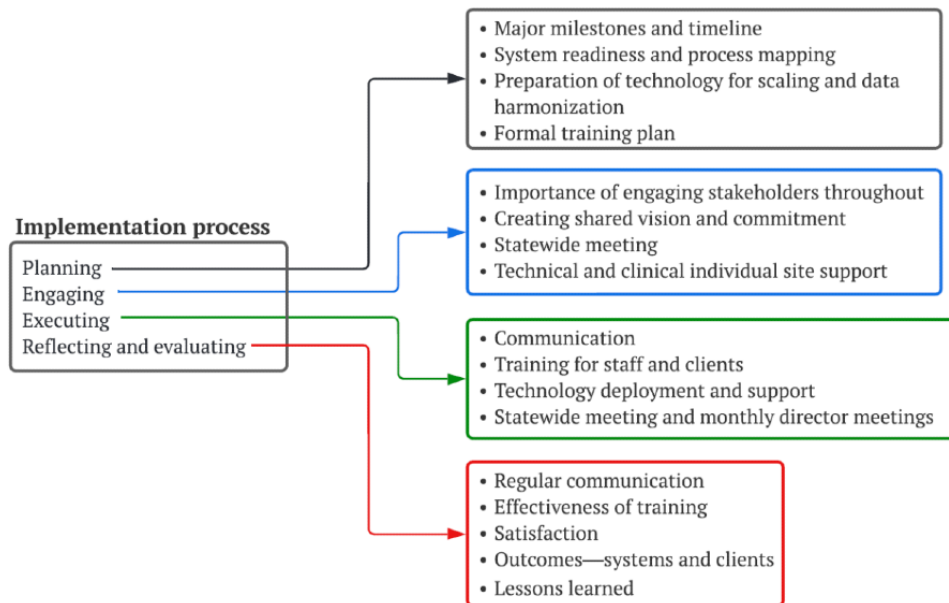 Implementation process
Planning
Engaging
Executing
Reflecting and evaluating
• Major milestones and timeline
• System readiness and process mapping
• Preparation of technology for scaling and data
harmonization
• Formal training plan
• Importance of engaging stakeholders throughout
• Creating shared vision and commitment
• Statewide meeting
• Technical and clinical individual site support
• Communication
• Training for staff and clients
• Technology deployment and support
• Statewide meeting and monthly director meetings
• Regular communication
• Effectiveness of training
• Satisfaction
• Outcomes—systems and clients
• Lessons learned